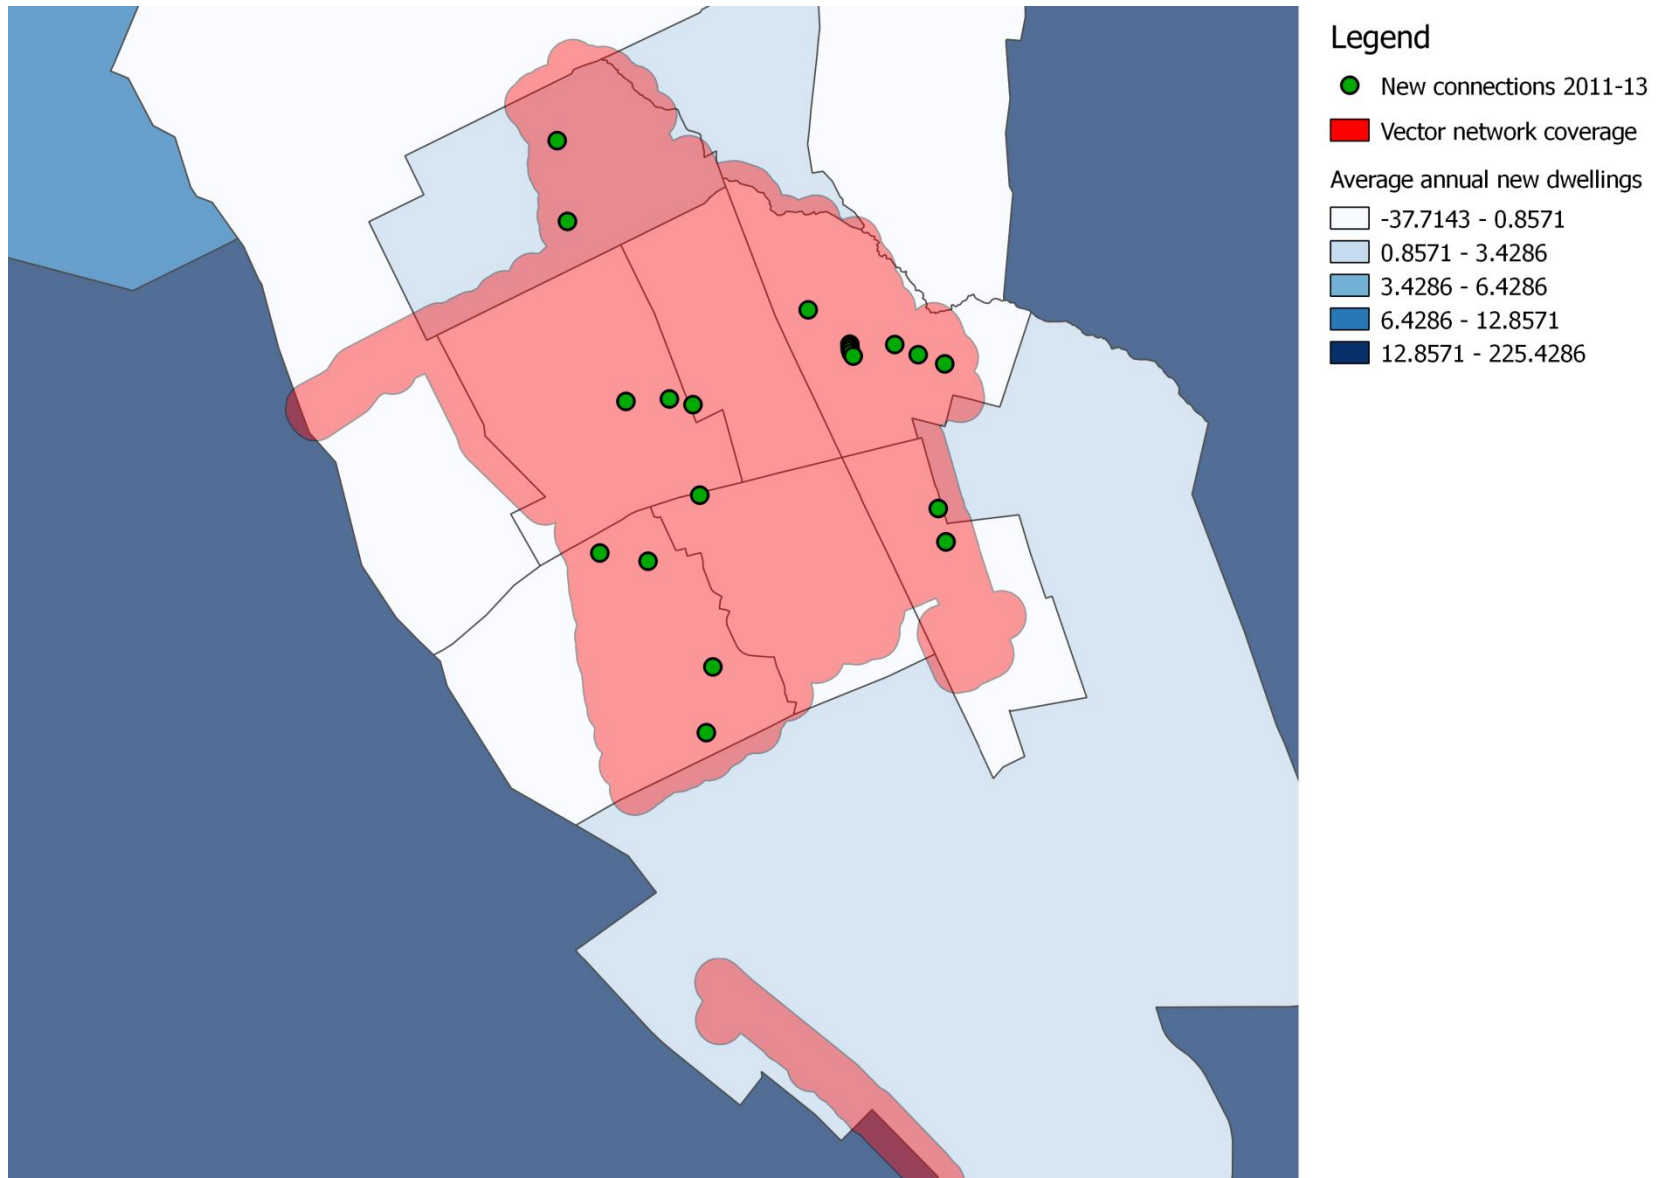 Legend
New connections 2011-13
Vector network coverage
Average annual new dwellings
-37.7143 - 0.8571
0.8571 - 3.4286
3.4286 - 6.4286
6.4286 - 12.8571
12.8571 - 225.4286